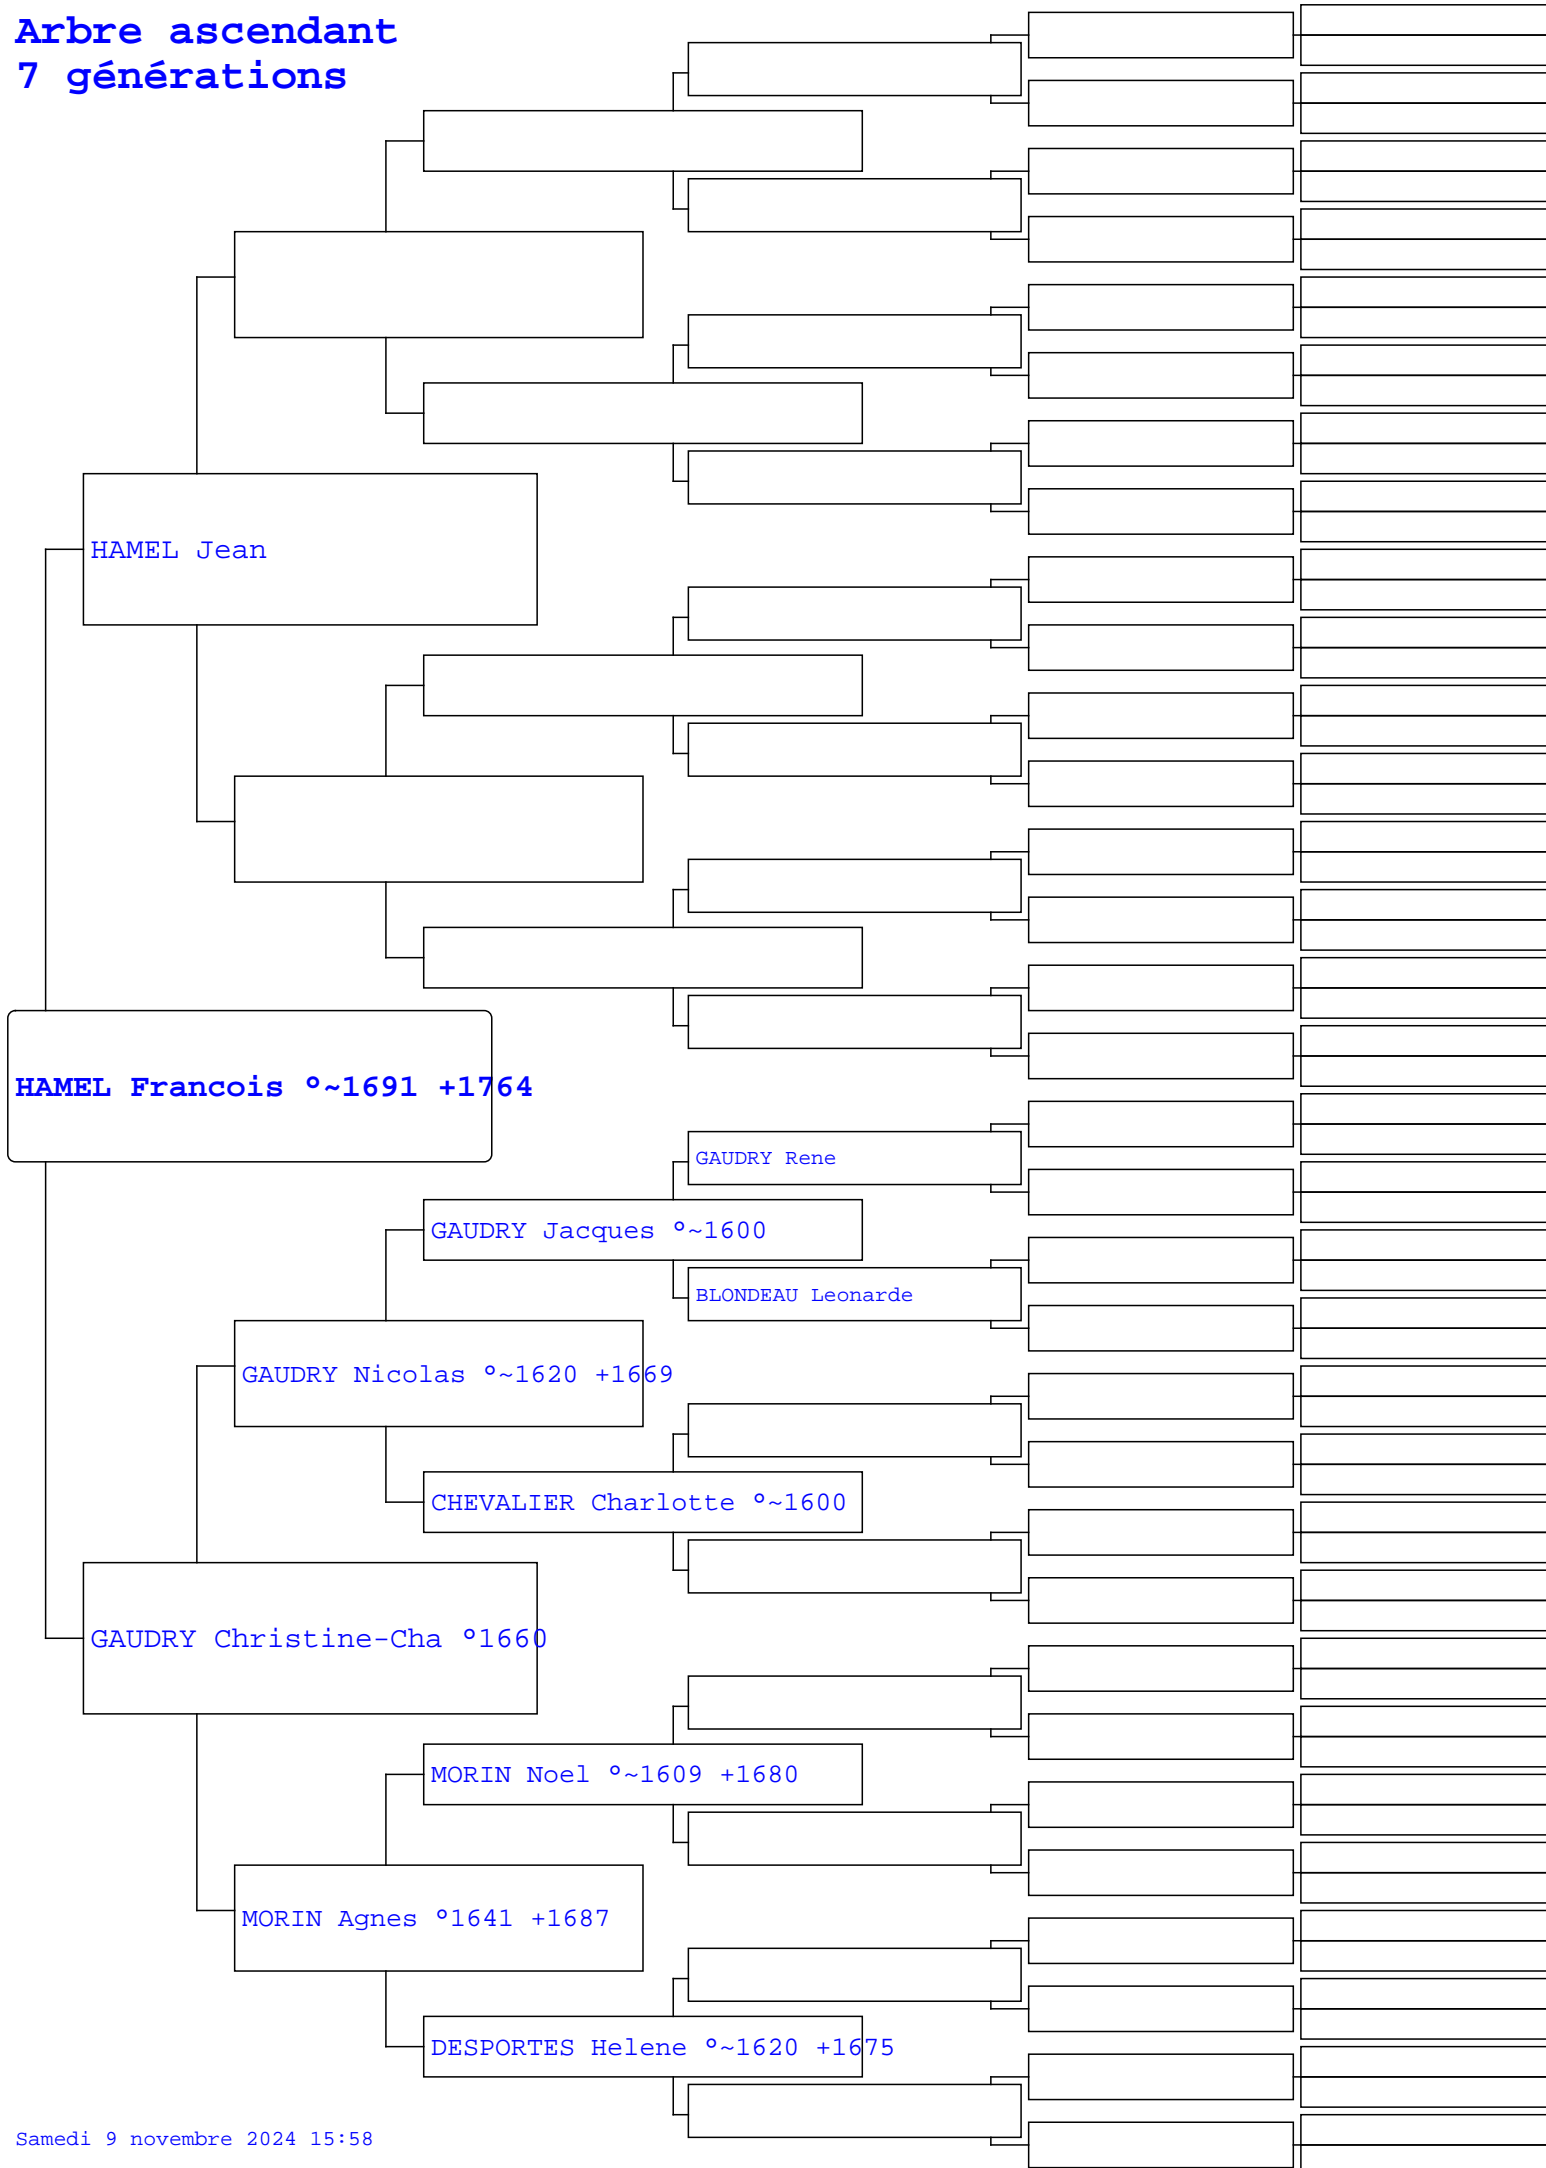 Arbre ascendant
7 générations
HAMEL Jean
HAMEL Francois °~1691 +1764
GAUDRY Rene
GAUDRY Jacques °~1600
BLONDEAU Leonarde
GAUDRY Nicolas °~1620 +1669
CHEVALIER Charlotte °~1600
GAUDRY Christine-Cha °1660
MORIN Noel °~1609 +1680
MORIN Agnes °1641 +1687
DESPORTES Helene °~1620 +1675
Samedi 9 novembre 2024 15:58